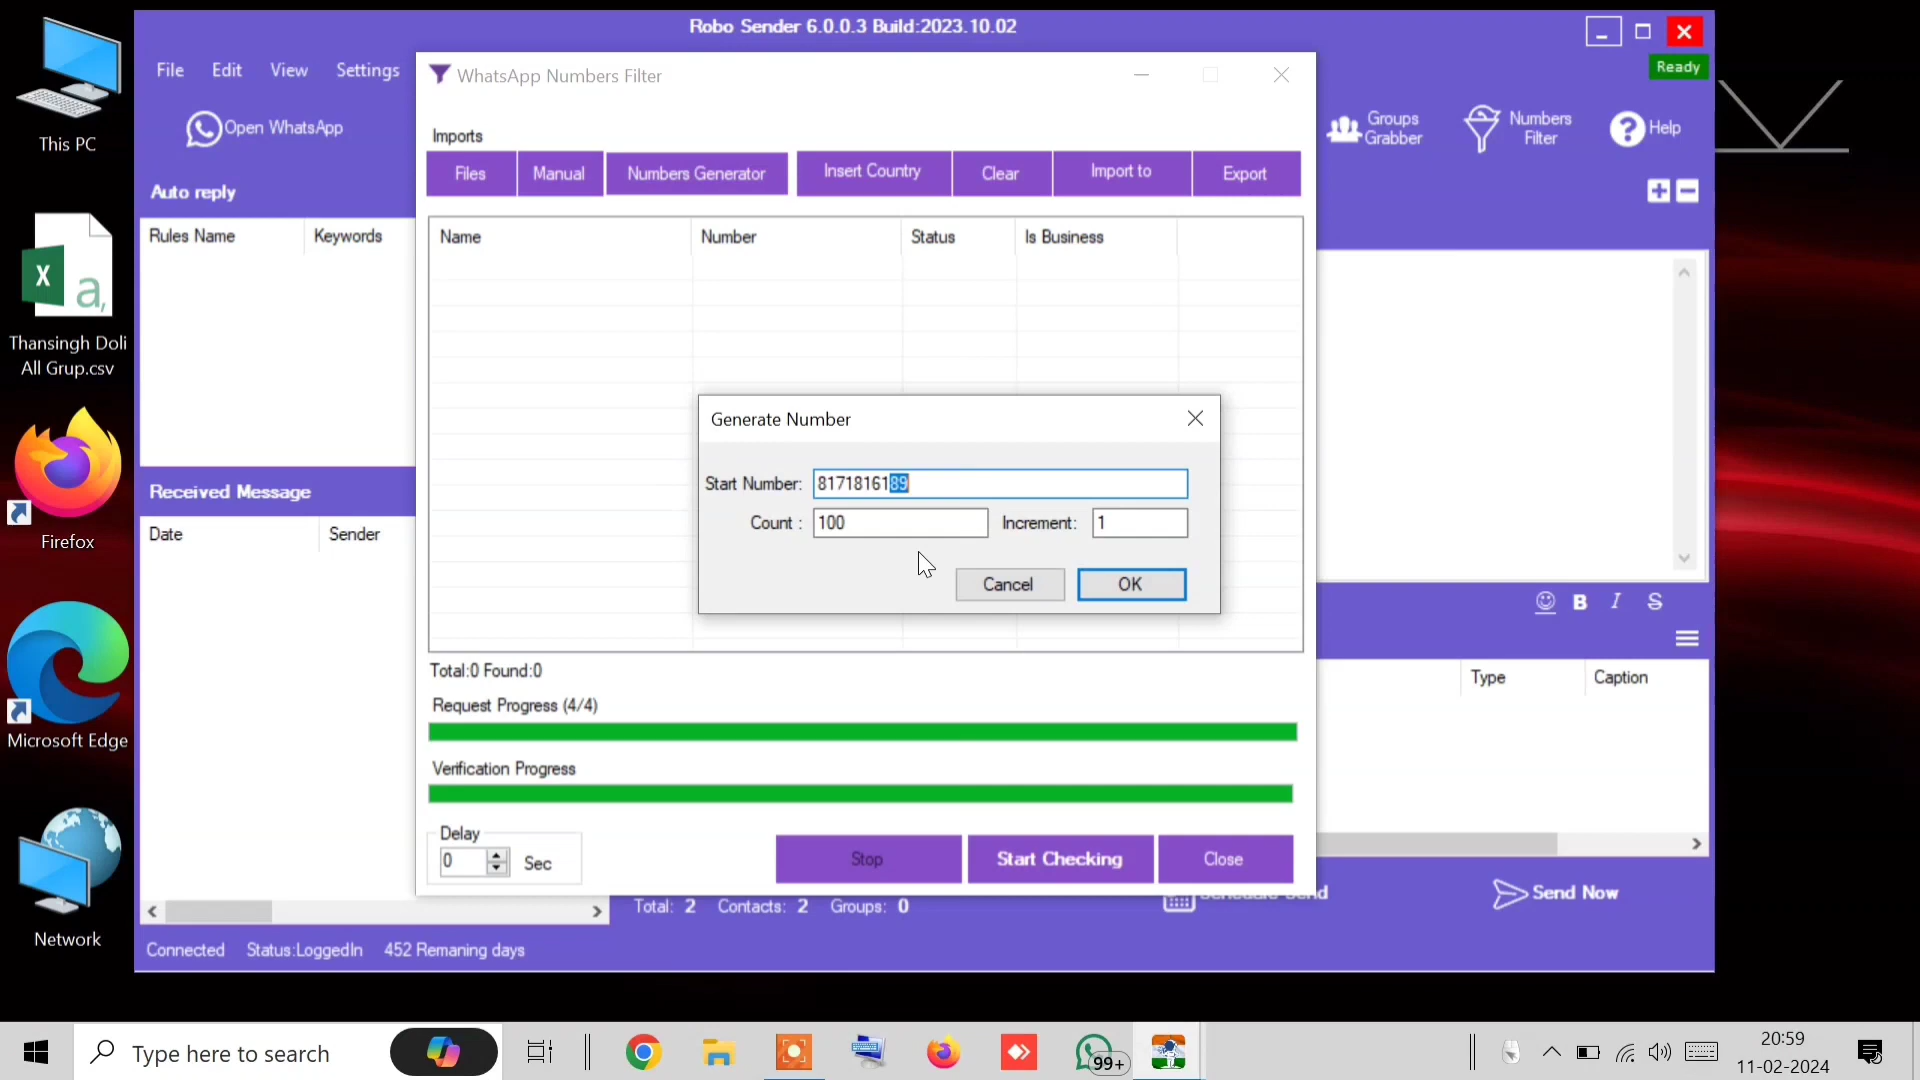 Robo Sender 6.0.0.3 Build:2023.10.02
File Edit View Settings
Ready
WhatsApp Numbers Filter
This PC
Open WhatsApp
Groups Grabber
Numbers Filter
Help
Imports
Files Manual Numbers Generator Insert Country Clear Import to Export
Auto reply
Rules Name Keywords
Name Number Status Is Business
Thansingh Doli
All Grup.csv
Generate Number
Start Number: 8171816189
Count : 100 Increment: 1
Cancel OK
Received Message
Date Sender
Firefox
B I S
Total:0 Found:0
Type Caption
Request Progress (4/4)
Microsoft Edge
Verification Progress
Delay
0 Sec
Stop Start Checking Close
Total: 2 Contacts: 2 Groups: 0
Send Now
Network
Connected Status:LoggedIn 452 Remaning days
Type here to search
99+
20:59
11-02-2024